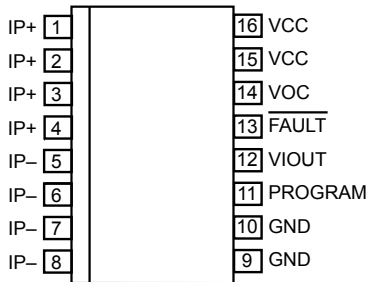 IP+ 1
IP+ 2
IP+ 3
IP+ 4
IP– 5
IP– 6
IP– 7
IP– 8
16 VCC
15 VCC
14 VOC
13 FAULT
12 VIOUT
11 PROGRAM
10 GND
9 GND